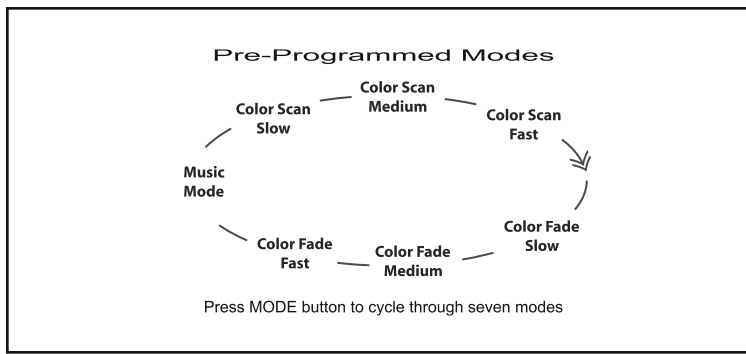 Pre-Programmed Modes
Color Scan
Medium
Color Scan
Slow
Color Scan
Fast
Music
Mode
Color Fade
Slow
Color Fade
Fast
Color Fade
Medium
Press MODE button to cycle through seven modes